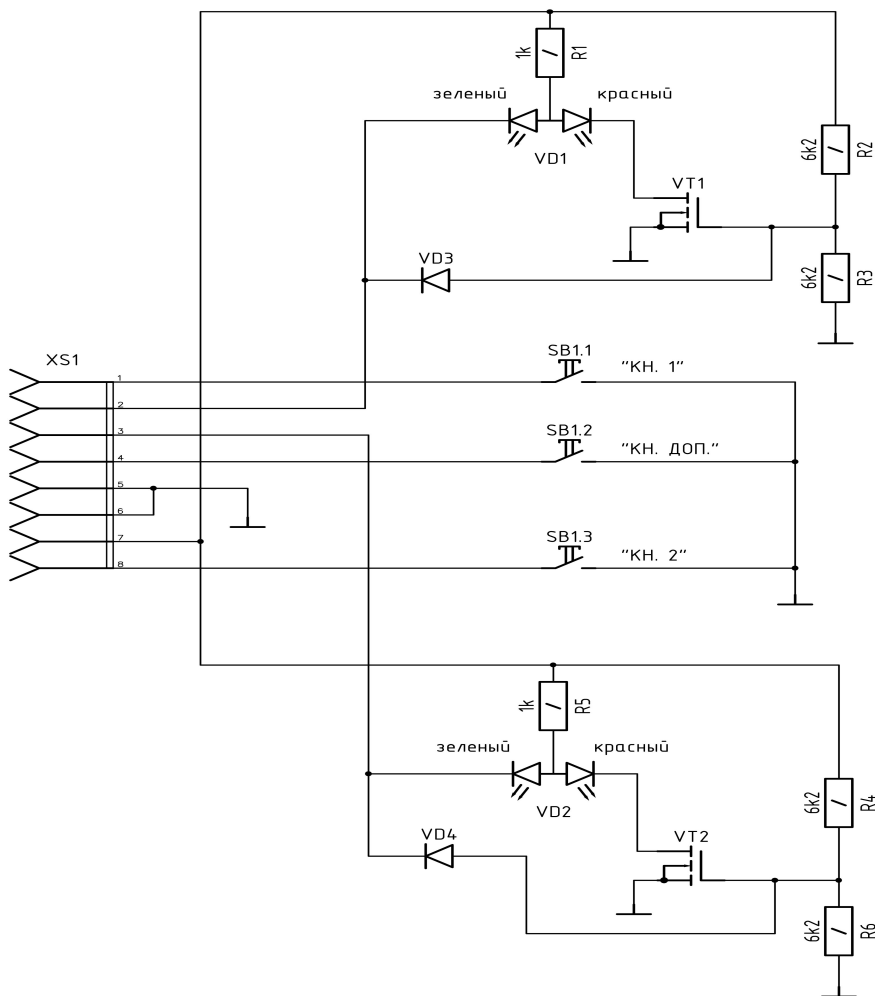 1k
R1
зеленый
красный
VD1
6k2
R2
VT1
VD3
6k2
R3
XS1
SB1.1
"КН. 1"
1
2
3
SB1.2
"КН. ДОП."
4
5
6
7
SB1.3
"КН. 2"
8
1k
R5
зеленый
красный
VD2
6k2
R4
VD4
VT2
6k2
R6